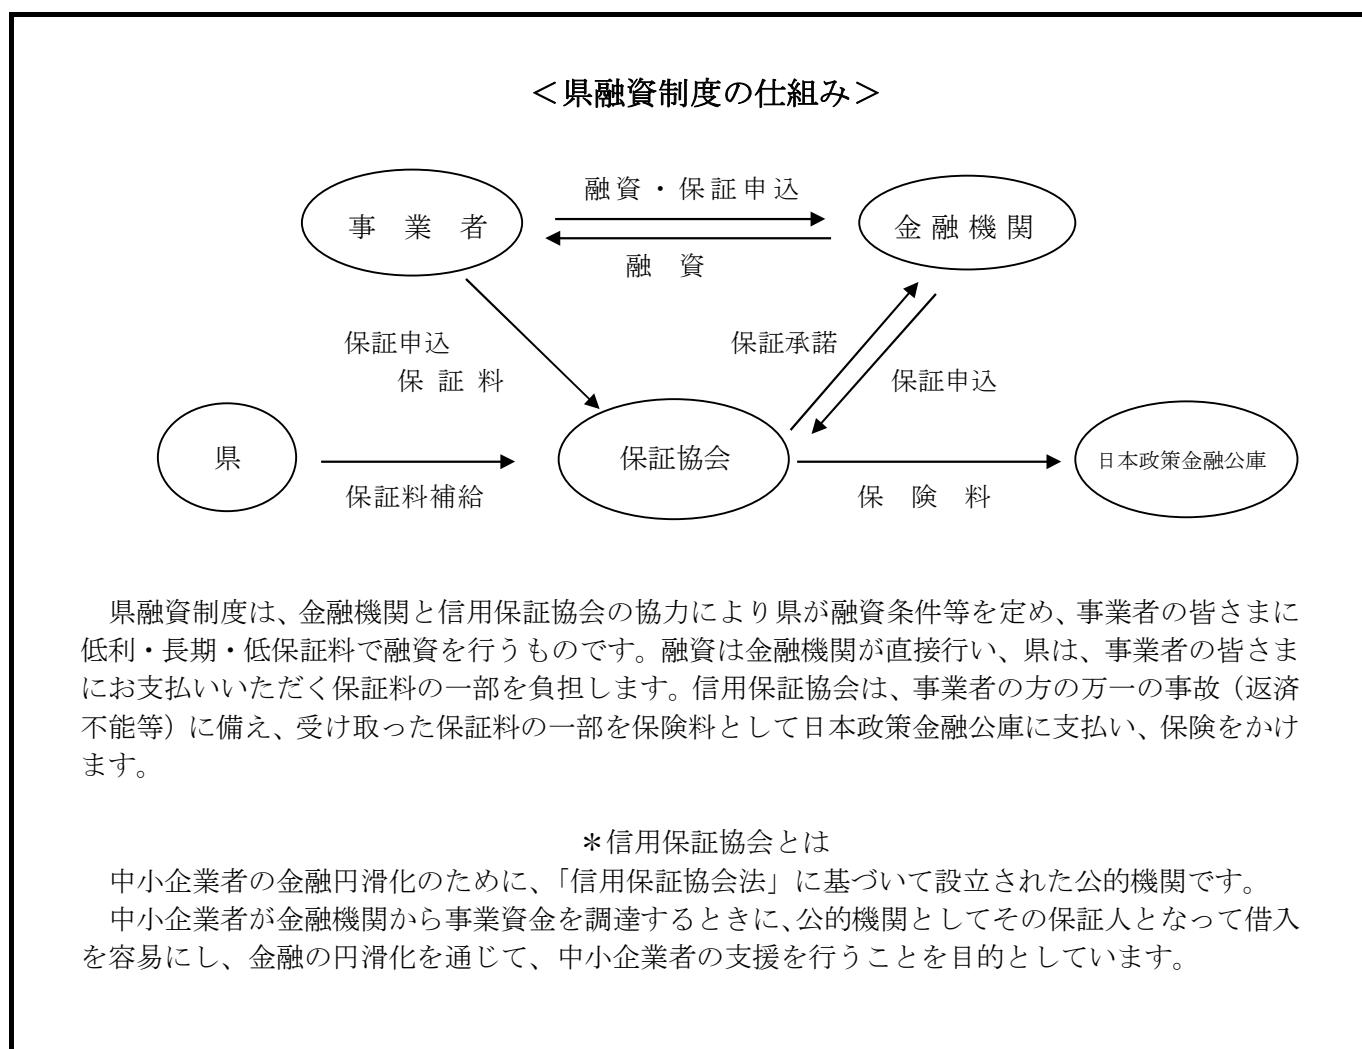 ＜県融資制度の仕組み＞
融資・保証申込
事業者
金融機関
融資
保証申込
保証料
保証承諾
保証申込
県
保証料補給
保証協会
保険料
日本政策金融公庫
県融資制度は、金融機関と信用保証協会の協力により県が融資条件等を定め、事業者の皆さまに
低利・長期・低保証料で融資を行うものです。融資は金融機関が直接行い、県は、事業者の皆さま
にお支払いいただく保証料の一部を負担します。信用保証協会は、事業者の方の万一の事故（返済
不能等）に備え、受け取った保証料の一部を保険料として日本政策金融公庫に支払い、保険をかけ
ます。
＊信用保証協会とは
中小企業者の金融円滑化のために、「信用保証協会法」に基づいて設立された公的機関です。
中小企業者が金融機関から事業資金を調達するときに、公的機関としてその保証人となって借入
を容易にし、金融の円滑化を通じて、中小企業者の支援を行うことを目的としています。